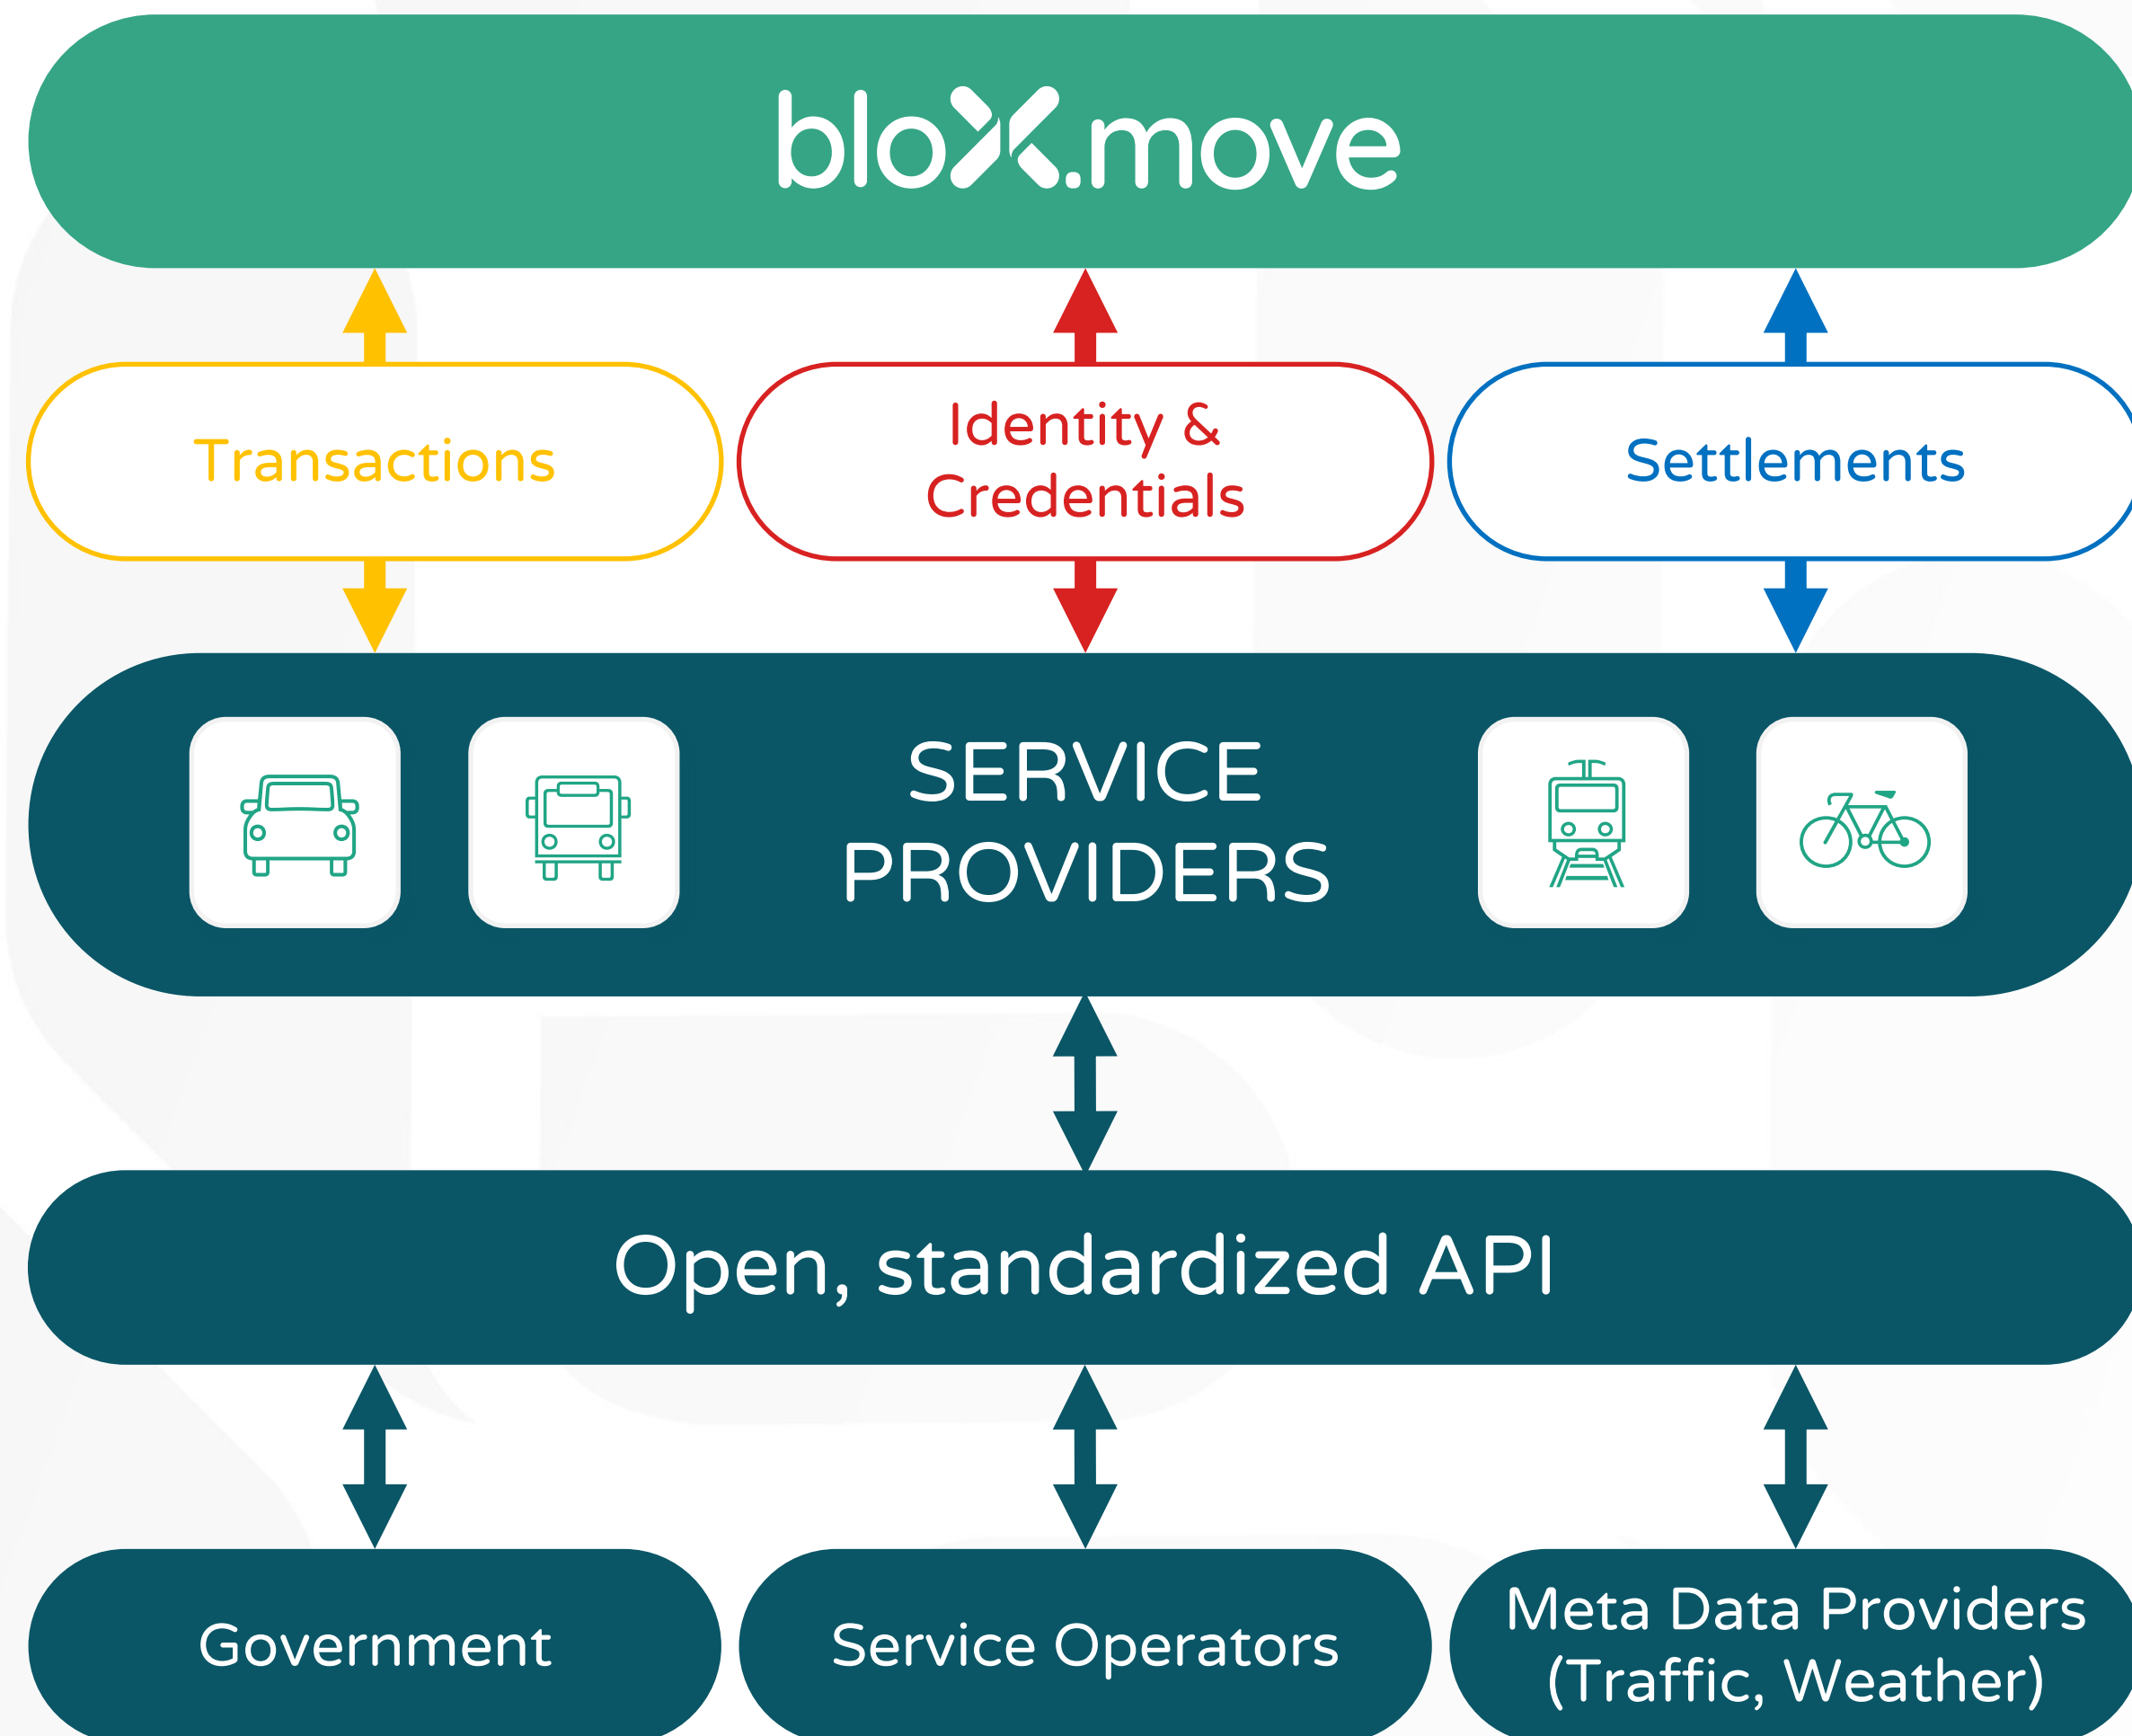 bloX.move
Transactions
Identity &
Credentials
Settlements
SERVICE
PROVIDERS
Open, standardized API
Government
Service Operators
Meta Data Providers
(Traffic, Weather)